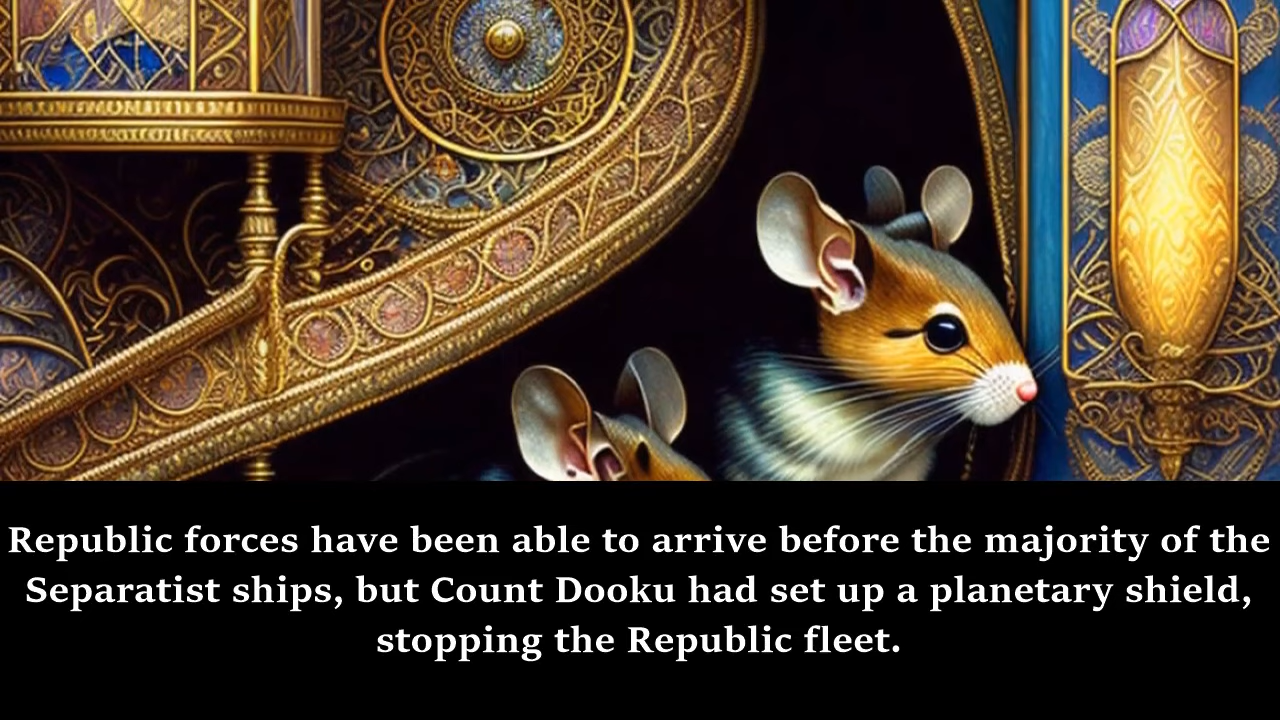 Republic forces have been able to arrive before the majority of the
Separatist ships, but Count Dooku had set up a planetary shield,
stopping the Republic fleet.